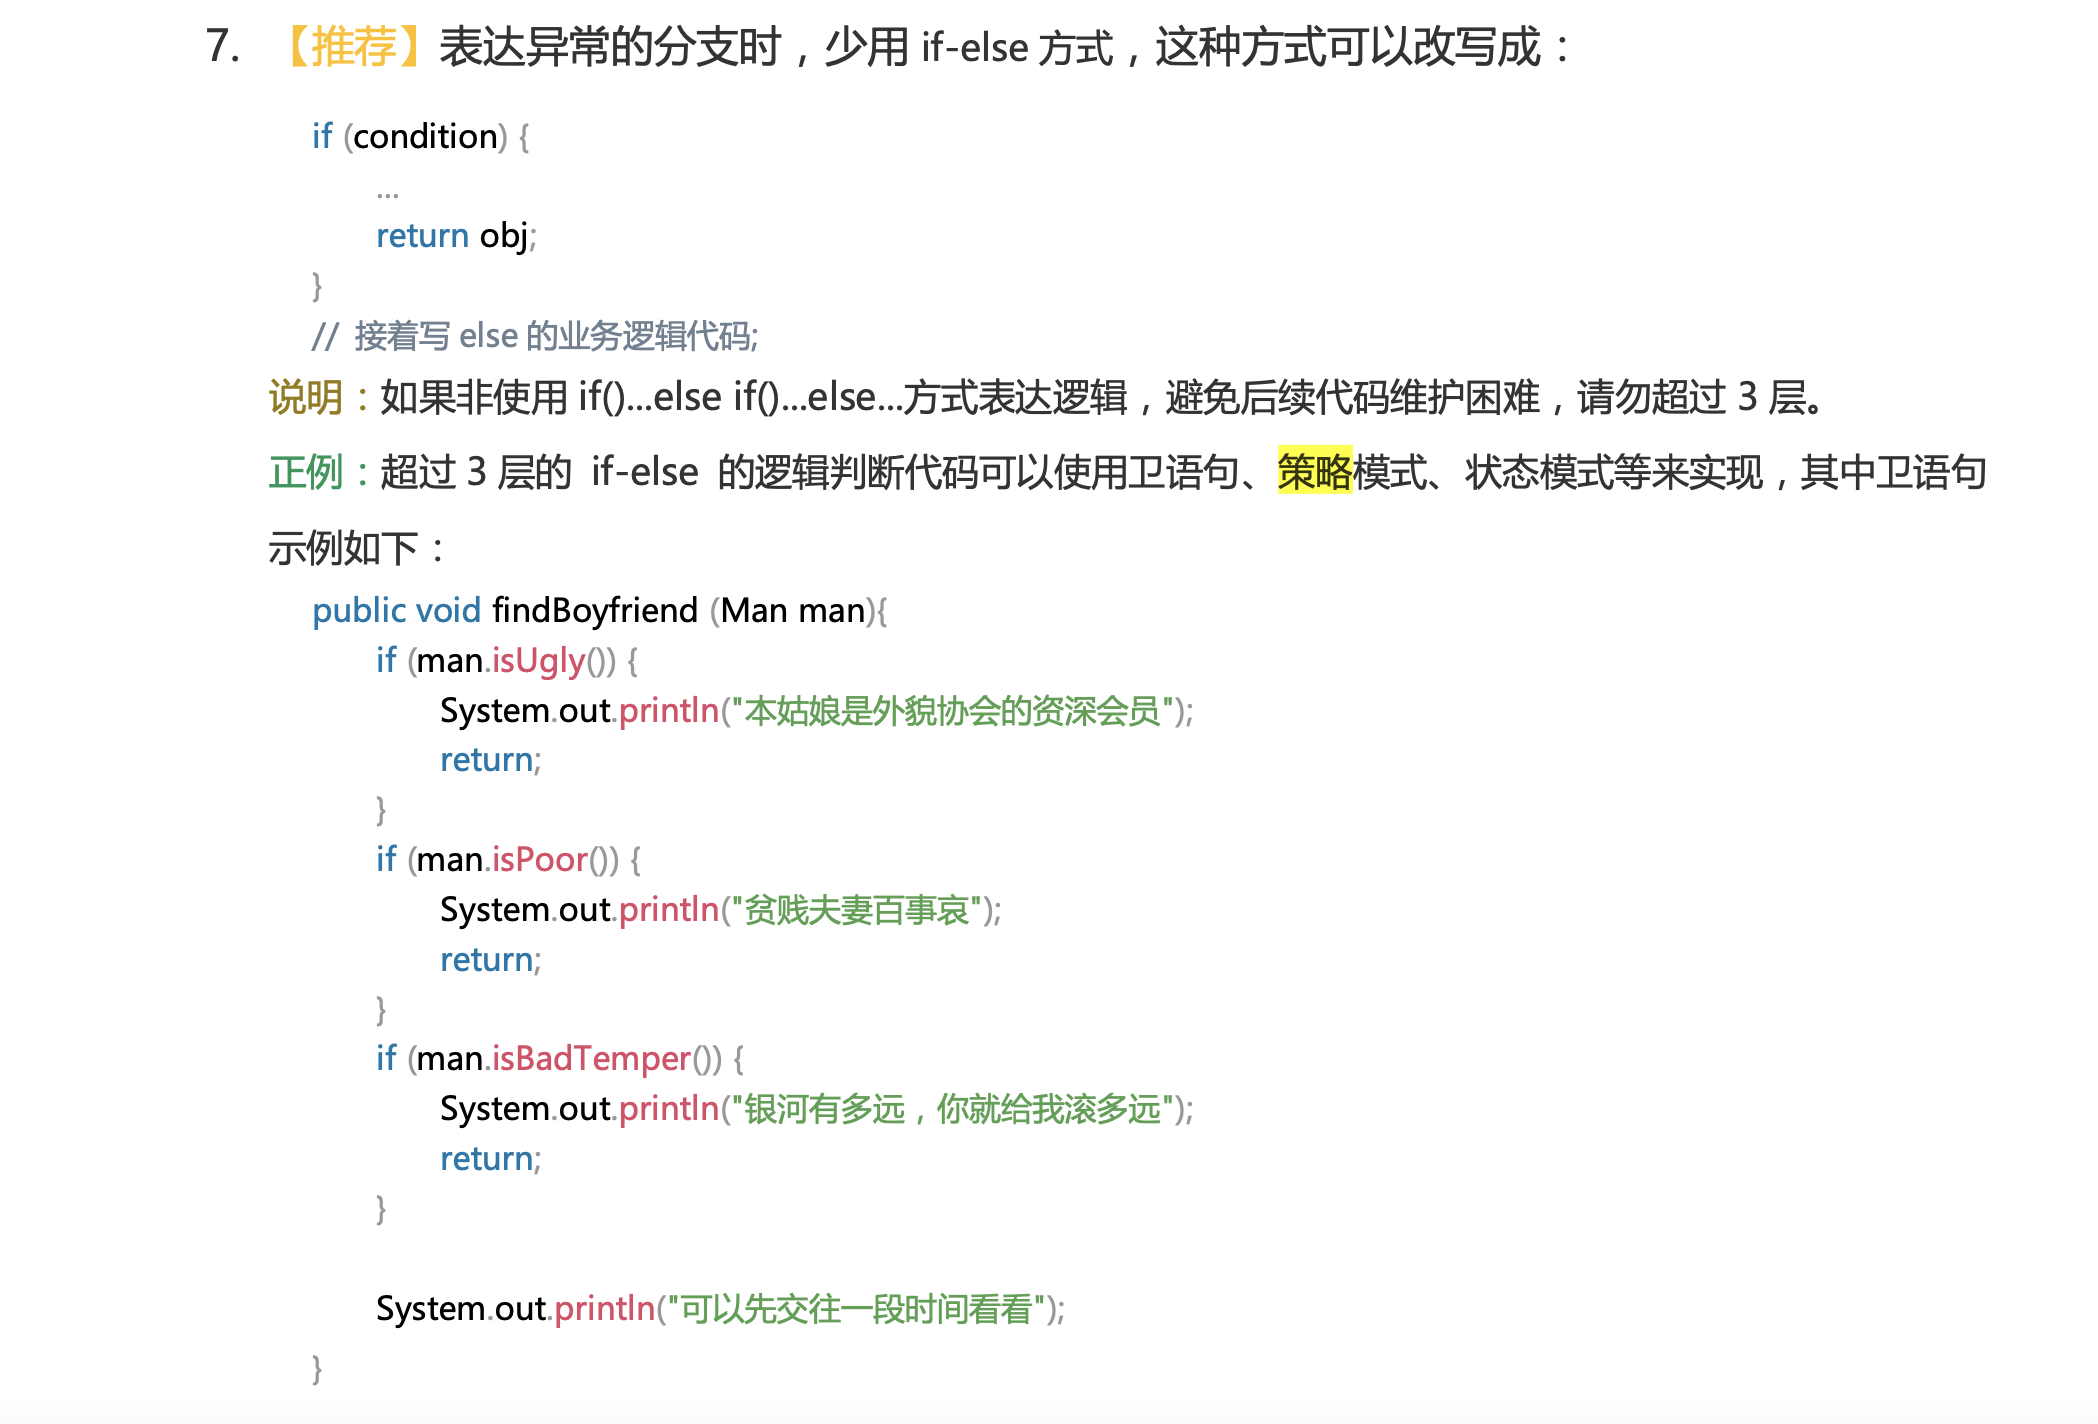 7. 【推荐】表达异常的分支时，少用 if-else 方式，这种方式可以改写成：
if (condition) {
...
return obj;
}
// 接着写 else 的业务逻辑代码;
说明：如果非使用 if()...else if()...else...方式表达逻辑，避免后续代码维护困难，请勿超过 3 层。
正例：超过 3 层的 if-else 的逻辑判断代码可以使用卫语句、策略模式、状态模式等来实现，其中卫语句
示例如下：
public void findBoyfriend (Man man){
if (man.isUgly()) {
System.out.println("本姑娘是外貌协会的资深会员");
return;
}
if (man.isPoor()) {
System.out.println("贫贱夫妻百事哀");
return;
}
if (man.isBadTemper()) {
System.out.println("银河有多远，你就给我滚多远");
return;
}
System.out.println("可以先交往一段时间看看");
}